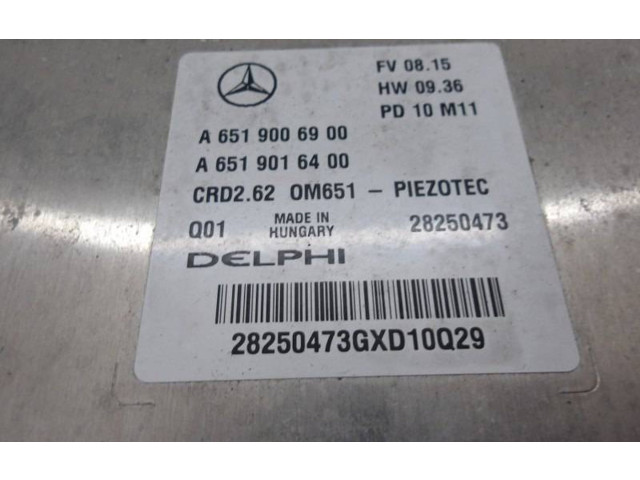 FV 08.15
HW 09.36
PD 10 M11
A 651 900 69 00
A 651 901 64 00
CRD2.62 OM651 - PIEZOTEC
Q01 MADE IN HUNGARY 28250473
DELPHI
28250473GXD10Q29